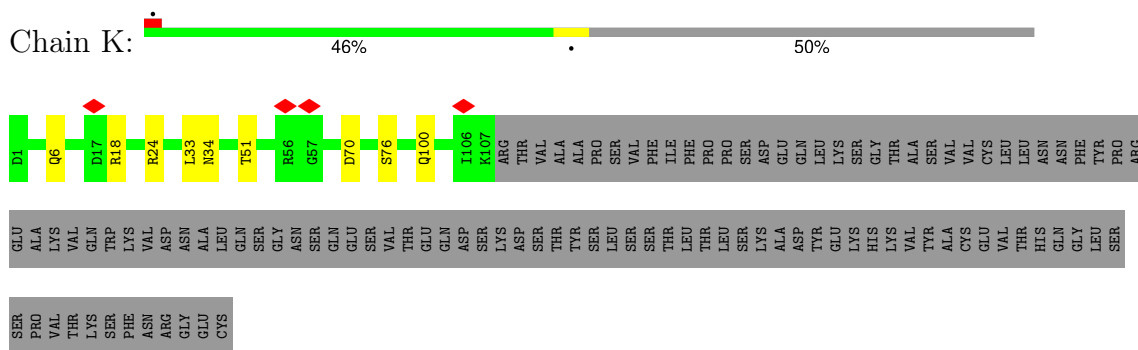 Chain K:
46% • 50%
D1 Q6 D17 R18 R24 L33 N34 T51 R56 G57 D70 S76 Q100 I106 K107 ARG THR VAL ALA ALA PRO SER VAL PHE ILE PHE PRO PRO SER ASP GLU GLN LEU LYS SER GLY THR ALA SER VAL VAL CYS LEU LEU ASN ASN PHE TYR PRO ARG
GLU ALA LYS VAL GLN TRP LYS VAL ASP ASN ALA LEU GLN SER GLY ASN SER GLN GLU SER VAL THR GLU GLN ASP SER LYS ASP SER THR TYR SER LEU SER SER THR LEU THR LEU SER LYS ALA ASP TYR GLU LYS HIS LYS VAL TYR ALA CYS GLU VAL THR HIS GLN GLY LEU SER
SER PRO VAL THR LYS SER PHE ASN ARG GLY GLU CYS